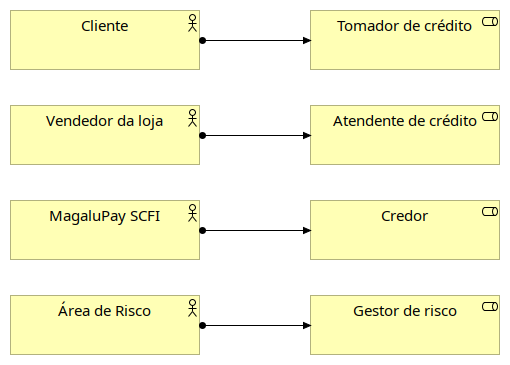 Cliente
Tomador de crédito
Vendedor da loja
Atendente de crédito
MagaluPay SCFI
Credor
Área de Risco
Gestor de risco